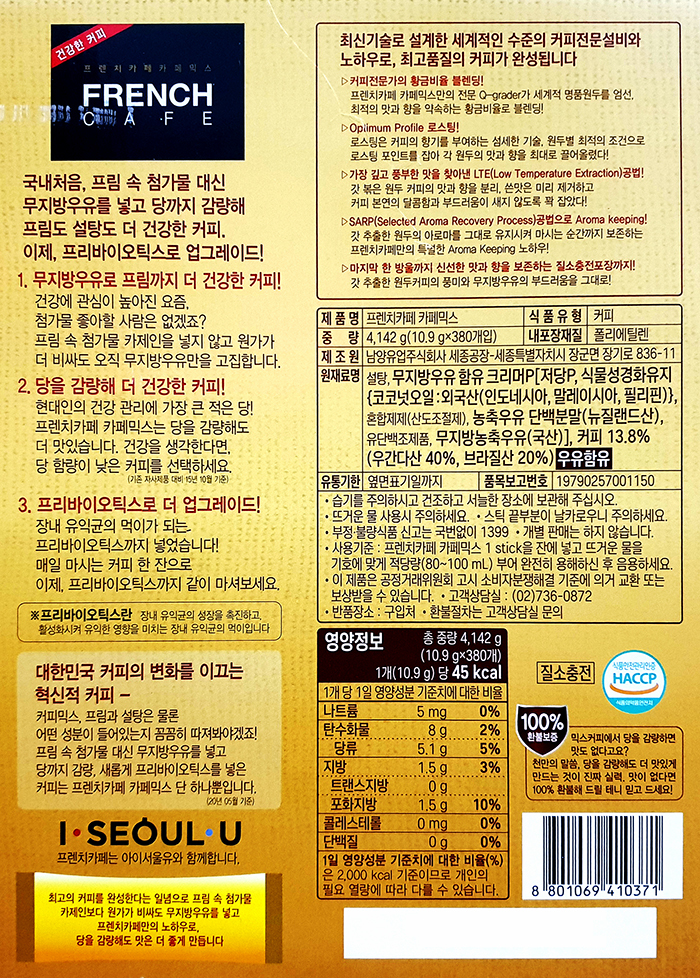 건강한 커피
프렌치카페카페믹스
FRENCH
CAFE
국내처음, 프림 속 첨가물 대신
무지방우유를 넣고 당까지 감량해
프림도 설탕도 더 건강한 커피.
이제, 프리바이오틱스로 업그레이드!
1. 무지방우유로 프림까지 더 건강한 커피!
건강에 관심이 높아진 요즘,
첨가물 좋아할 사람은 없겠죠?
프림 속 첨가물 카제인을 넣지 않고 원가가
더 비싸도 오직 무지방우유만을 고집합니다.
2. 당을 감량해 더 건강한 커피!
현대인의 건강 관리에 가장 큰 적은 당!
프렌치카페 카페믹스는 당을 감량해도
더 맛있습니다. 건강을 생각한다면,
당 함량이 낮은 커피를 선택하세요.
(기존 자사제품 대비·15년 10월 기준)
3. 프리바이오틱스로 더 업그레이드!
장내 유익균의 먹이가 되는
프리바이오틱스까지 넣었습니다!
매일 마시는 커피 한 잔으로
이제, 프리바이오틱스까지 같이 마셔보세요.
※프리바이오틱스란 장내 유익균의 성장을 촉진하고,
활성화시켜 유익한 영향을 미치는 장내 유익균의 먹이입니다
대한민국 커피의 변화를 이끄는
혁신적 커피 –
커피믹스, 프림과 설탕은 물론
어떤 성분이 들어있는지 꼼꼼히 따져봐야겠죠!
프림 속 첨가물 대신 무지방우유를 넣고
당까지 감량, 새롭게 프리바이오틱스를 넣은
커피는 프렌치카페 카페믹스 단 하나뿐입니다.
(20년 05월 기준)
I·SEOUL·U
프렌치카페는 아이서울유와 함께합니다.
최고의 커피를 완성한다는 일념으로 프림 속 첨가물
카제인보다 원가가 비싸도 무지방우유를 넣고
프렌치카페만의 노하우로,
당을 감량해도 맛은 더 좋게 만듭니다
최신기술로 설계한 세계적인 수준의 커피전문설비와
노하우로, 최고품질의 커피가 완성됩니다
▷커피전문가의 황금비율 블렌딩!
프렌치카페 카페믹스만의 전문 Q-grader가 세계적 명품원두를 엄선,
최적의 맛과 향을 약속하는 황금비율로 블렌딩!
▷Optimum Profile 로스팅!
로스팅은 커피의 향기를 부여하는 섬세한 기술, 원두별 최적의 조건으로
로스팅 포인트를 잡아 각 원두의 맛과 향을 최대로 끌어올렸다!
▷가장 깊고 풍부한 맛을 찾아낸 LTE(Low Temperature Extraction)공법!
갓 볶은 원두 커피의 맛과 향을 분리, 쓴맛은 미리 제거하고
커피 본연의 달콤함과 부드러움이 새지 않도록 꽉 잡았다!
▷SARP(Selected Aroma Recovery Process)공법으로 Aroma keeping!
갓 추출한 원두의 아로마를 그대로 유지시켜 마시는 순간까지 보존하는
프렌치카페만의 특별한 Aroma Keeping 노하우!
▷마지막 한 방울까지 신선한 맛과 향을 보존하는 질소충전포장까지!
갓 추출한 원두커피의 풍미와 무지방우유의 부드러움을 그대로!
제품명 프렌치카페 카페믹스 식품유형 커피
중량 4,142 g(10.9 g×380개입) 내포장재질 폴리에틸렌
제조원 남양유업주식회사 세종공장-세종특별자치시 장군면 장기로 836-11
원재료명 설탕, 무지방우유 함유 크리머P[저당P, 식물성경화유지
{코코넛오일:외국산(인도네시아, 말레이시아, 필리핀)},
혼합제제(산도조절제), 농축우유 단백분말(뉴질랜드산),
유단백조제품, 무지방농축우유(국산)], 커피 13.8%
(우간다산 40%, 브라질산 20%) 우유함유
유통기한 옆면표기일까지 품목보고번호 19790257001150
• 습기를 주의하시고 건조하고 서늘한 장소에 보관해 주십시오.
• 뜨거운 물 사용시 주의하세요. • 스틱 끝부분이 날카로우니 주의하세요.
• 부정·불량식품 신고는 국번없이 1399 • 개별 판매는 하지 않습니다.
• 사용기준 : 프렌치카페 카페믹스 1 stick을 잔에 넣고 뜨거운 물을
기호에 맞게 적당량(80~100 mL) 부어 완전히 용해하신 후 음용하세요.
• 이 제품은 공정거래위원회 고시 소비자분쟁해결 기준에 의거 교환 또는
보상받을 수 있습니다. • 고객상담실 : (02)736-0872
• 반품장소 : 구입처 • 환불절차는 고객상담실 문의
영양정보 총 중량 4,142 g
(10.9 g×380개)
1개(10.9 g) 당 45 kcal
1개 당 1일 영양성분 기준치에 대한 비율
나트륨 5 mg 0%
탄수화물 8 g 2%
당류 5.1 g 5%
지방 1.5 g 3%
트랜스지방 0 g
포화지방 1.5 g 10%
콜레스테롤 0 mg 0%
단백질 0 g 0%
1일 영양성분 기준치에 대한 비율(%)
은 2,000 kcal 기준이므로 개인의
필요 열량에 따라 다를 수 있습니다.
질소충전
식품안전관리인증
HACCP
식품의약품안전처
100%
환불보증
믹스커피에서 당을 감량하면
맛도 없다고요?
천만의 말씀, 당을 감량해도 더 맛있게
만드는 것이 진짜 실력, 맛이 없다면
100% 환불해 드릴 테니 믿고 드세요!
8 801069 410371